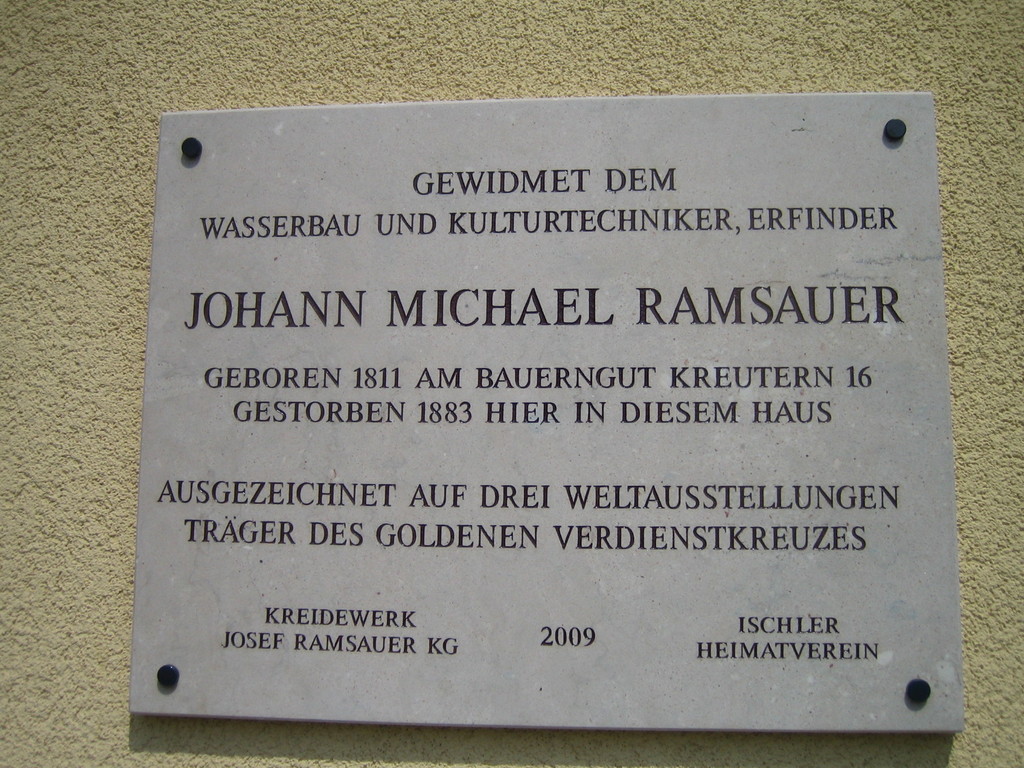 GEWIDMET DEM
WASSERBAU UND KULTURTECHNIKER, ERFINDER
JOHANN MICHAEL RAMSAUER
GEBOREN 1811 AM BAUERNGUT KREUTERN 16
GESTORBEN 1883 HIER IN DIESEM HAUS
AUSGEZEICHNET AUF DREI WELTAUSSTELLUNGEN
TRÄGER DES GOLDENEN VERDIENSTKREUZES
KREIDEWERK
JOSEF RAMSAUER KG
2009
ISCHLER
HEIMATVEREIN